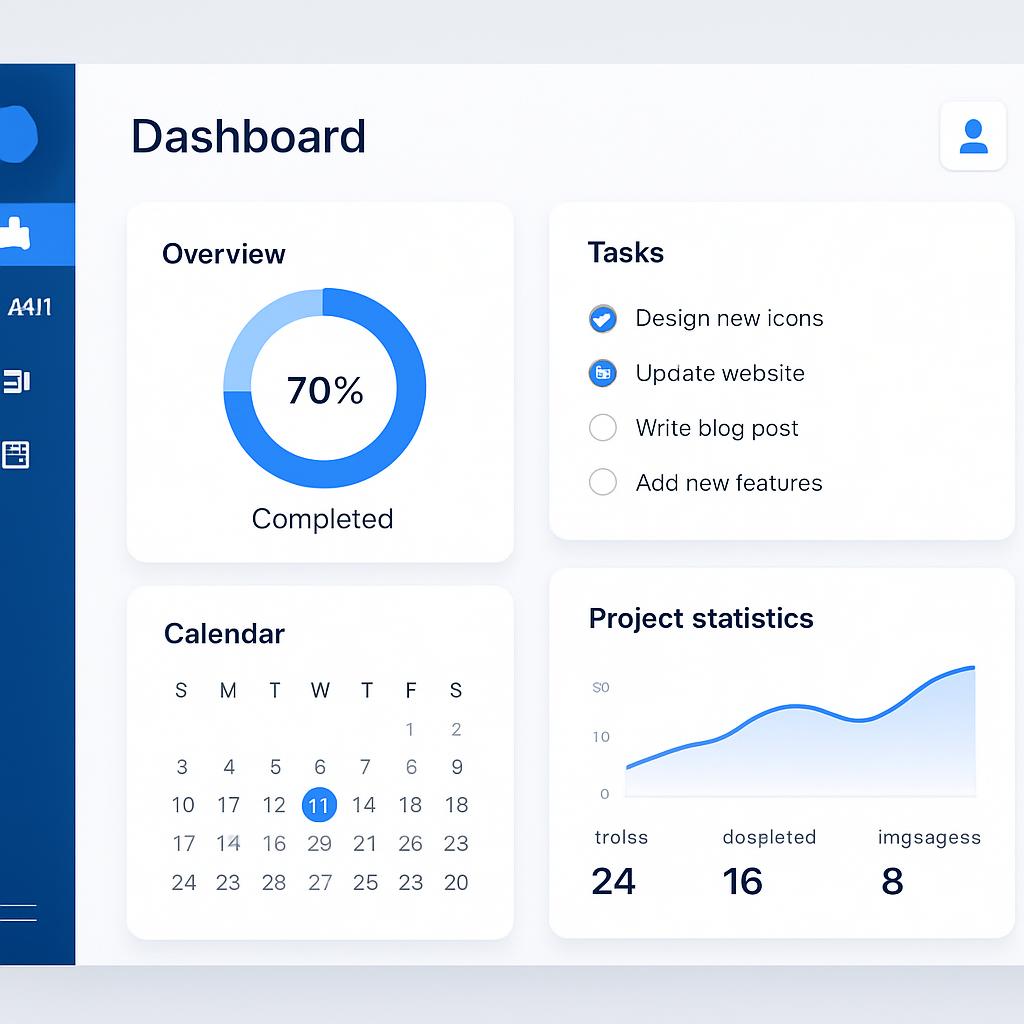 Dashboard
A4J1
Overview
70%
Completed
Tasks
Design new icons
Update website
Write blog post
Add new features
Calendar
S M T W T F S
1 2
3 4 5 6 7 6 9
10 17 12 11 14 18 18
17 14 16 29 21 26 23
24 23 28 27 25 23 20
Project statistics
S0
10
0
trolss dospleted imgsagess
24 16 8